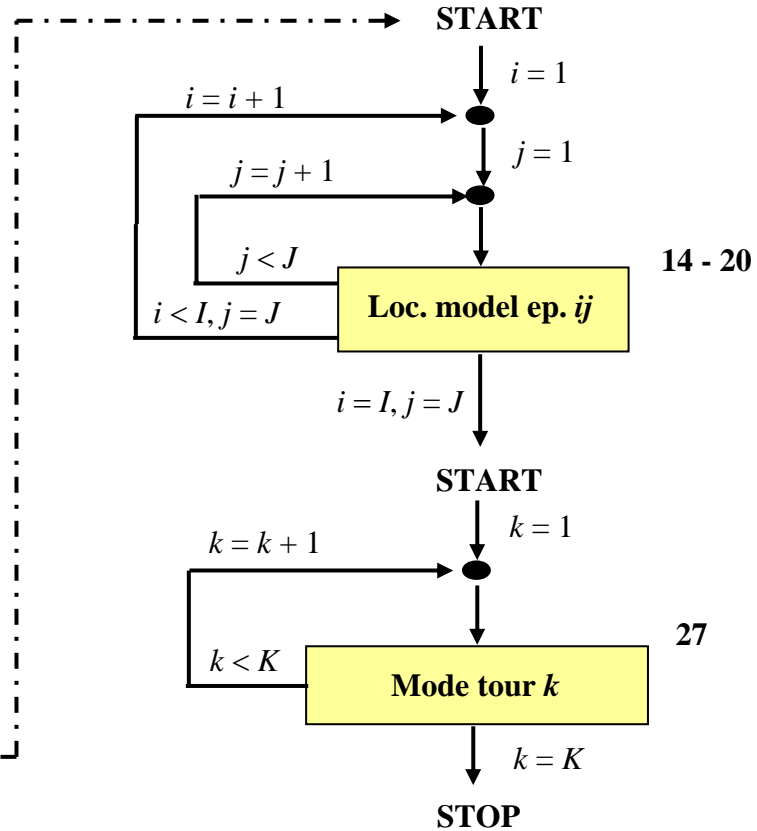 START
i = 1
i = i + 1
j = 1
j = j + 1
j < J
14 - 20
Loc. model ep. ij
i < I, j = J
i = I, j = J
START
k = 1
k = k + 1
27
k < K
Mode tour k
k = K
STOP